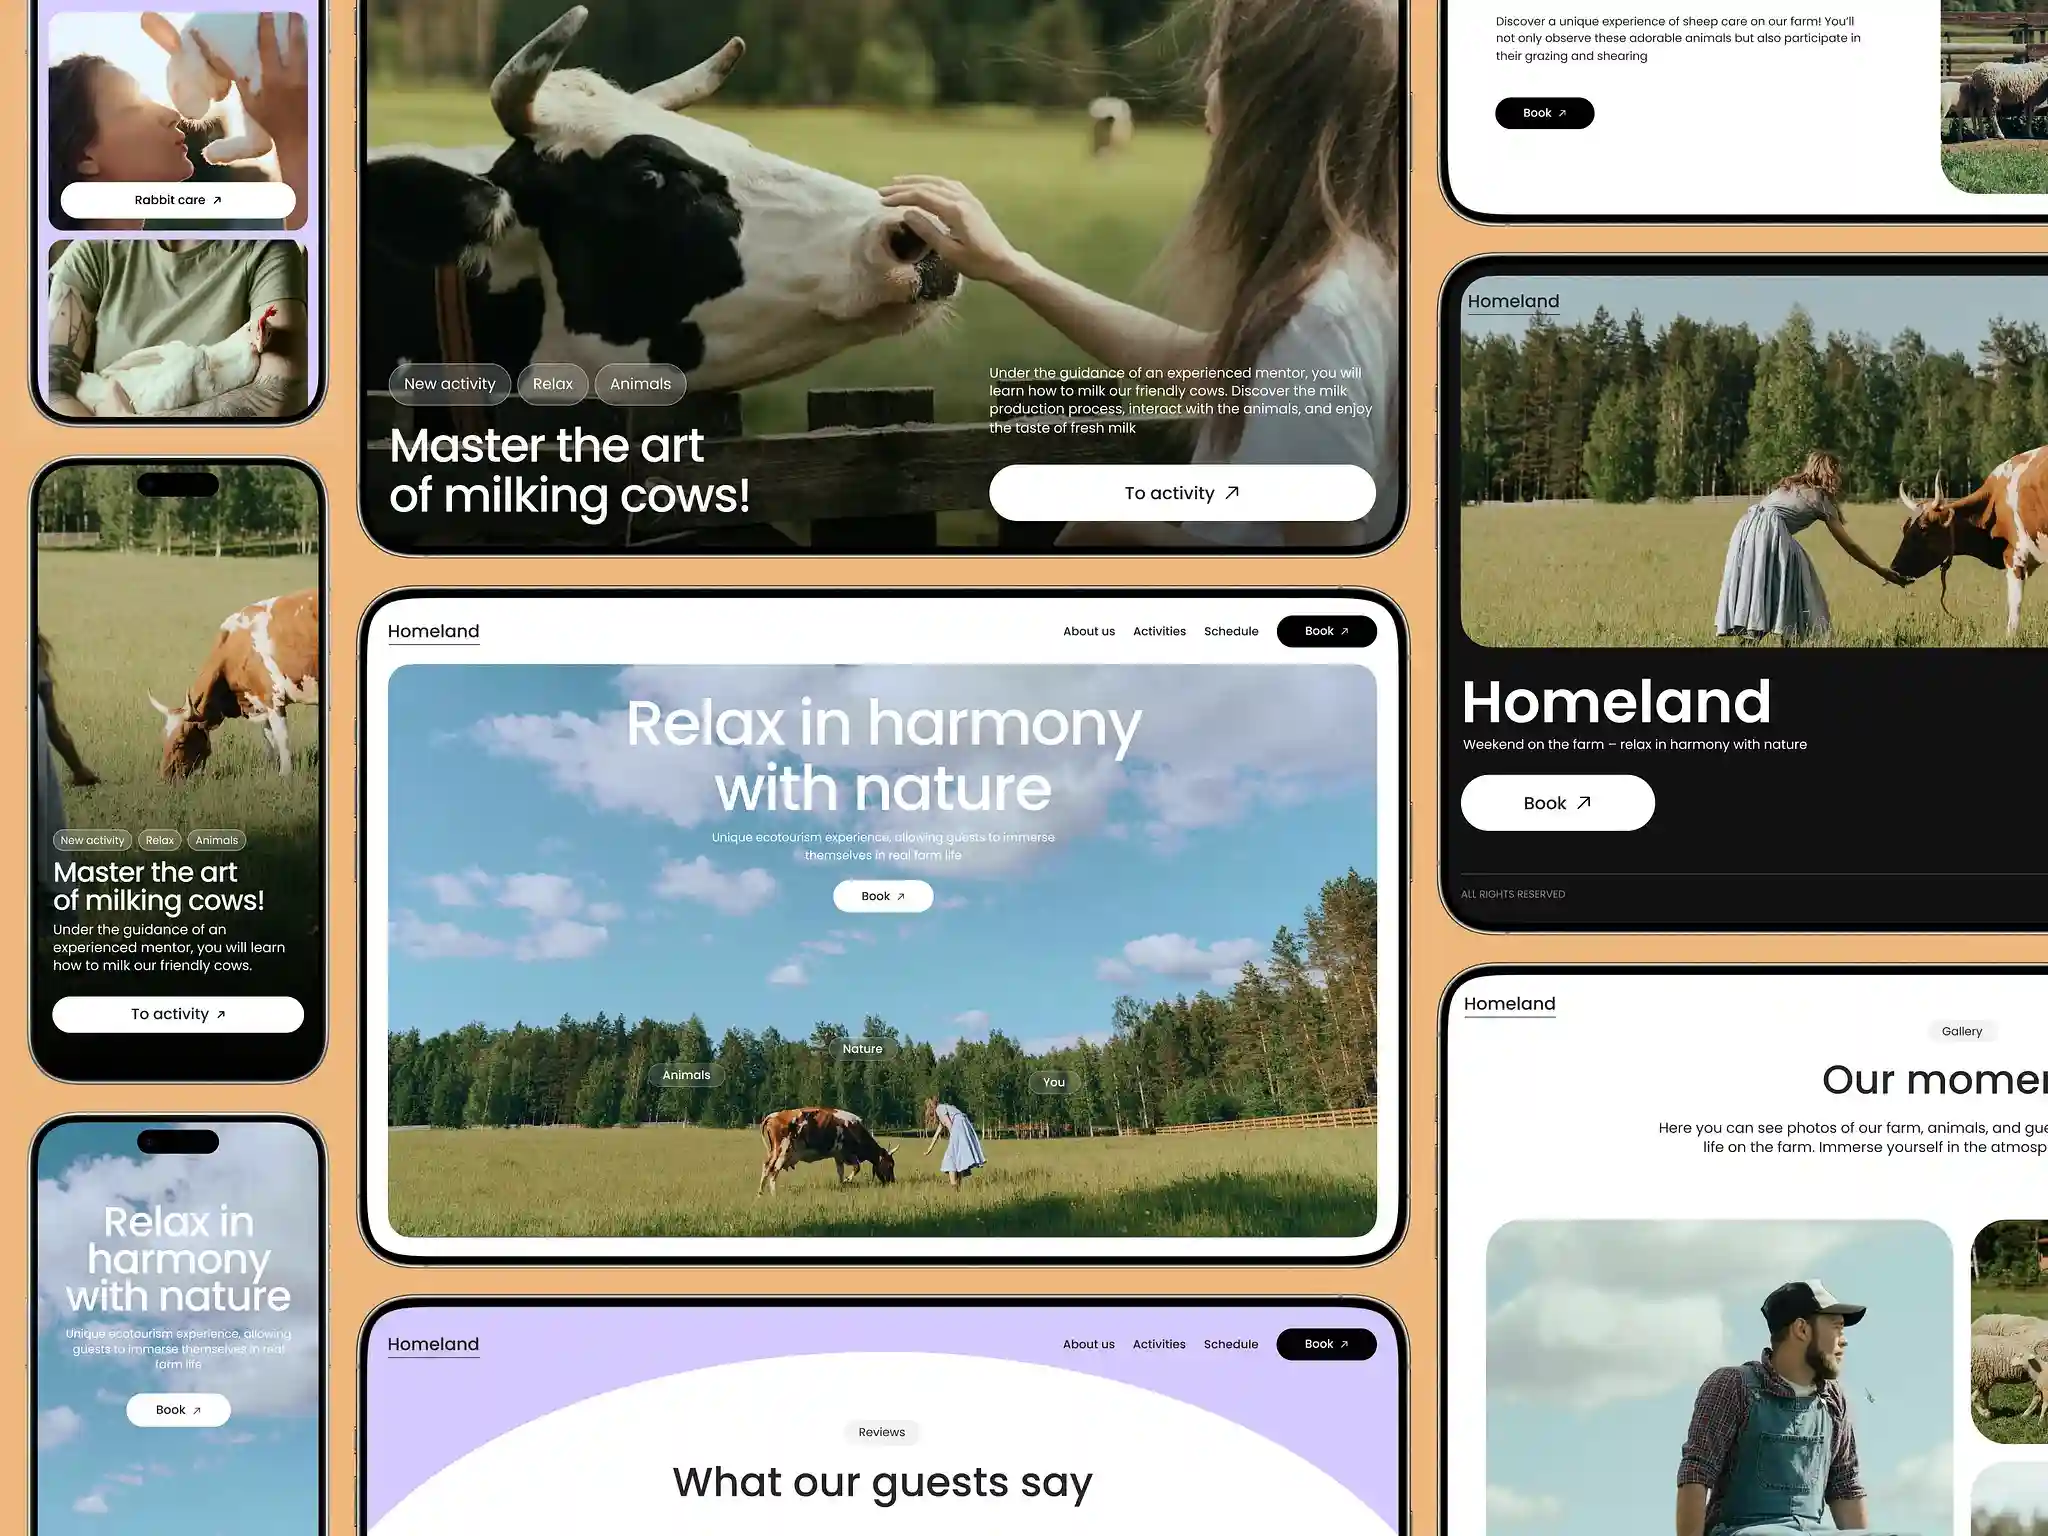 Rabbit care
New activity
Relax
Animals
Master the art
of milking cows!
Under the guidance of an
experienced mentor, you will learn
how to milk our friendly cows.
To activity
Relax in
harmony
with nature
Unique ecotourism experience, allowing
guests to immerse themselves in real
farm life
Book
New activity
Relax
Animals
Master the art
of milking cows!
Under the guidance of an experienced mentor, you will
learn how to milk our friendly cows. Discover the milk
production process, interact with the animals, and enjoy
the taste of fresh milk
To activity
Homeland
About us
Activities
Schedule
Book
Relax in harmony
with nature
Unique ecotourism experience, allowing guests to immerse
themselves in real farm life
Book
Nature
Animals
You
Homeland
About us
Activities
Schedule
Book
Reviews
What our guests say
Discover a unique experience of sheep care on our farm! You'll
not only observe these adorable animals but also participate in
their grazing and shearing
Book
Homeland
Homeland
Weekend on the farm – relax in harmony with nature
Book
ALL RIGHTS RESERVED
Homeland
Gallery
Our momen
Here you can see photos of our farm, animals, and gue
life on the farm. Immerse yourself in the atmosp